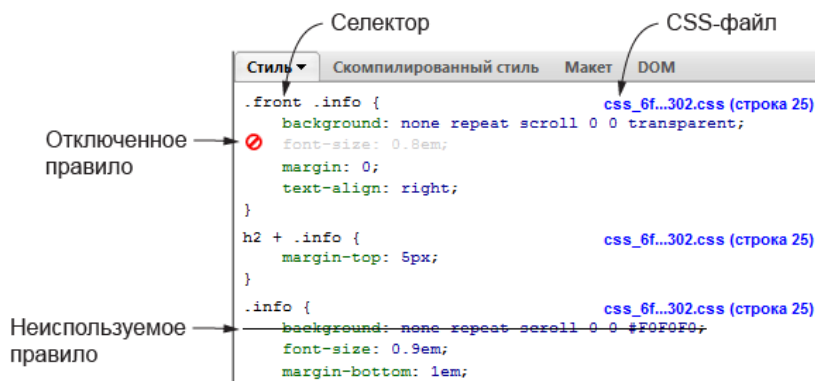 Селектор CSS-файл
Стиль▾ Скомпилированный стиль Макет DOM
.front .info { css_6f...302.css (строка 25)
background: none repeat scroll 0 0 transparent;
Отключенное
правило
font-size: 0.8em;
margin: 0;
text-align: right;
}
h2 + .info { css_6f...302.css (строка 25)
margin-top: 5px;
}
.info { css_6f...302.css (строка 25)
Неиспользуемое
правило
background: none repeat scroll 0 0 #F0F0F0;
font-size: 0.9em;
margin-bottom: 1em;